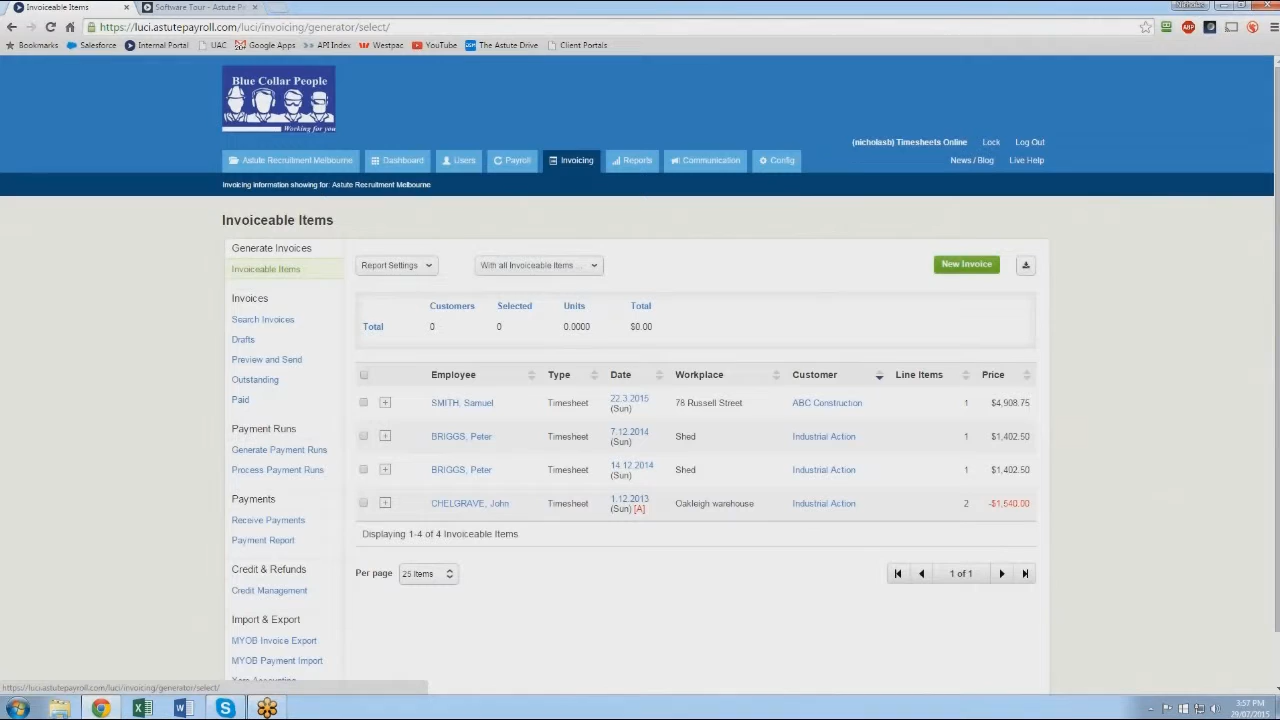 Invoiceable Items
Software Tour - Astute P
Nicholas
https://luci.astutepayroll.com/luci/invoicing/generator/select/
Bookmarks Salesforce Internal Portal UAC Google Apps API Index Westpac YouTube The Astute Drive Client Portals
Blue Collar People
Working for you
(nicholasb) Timesheets Online Lock Log Out
Astute Recruitment Melbourne Dashboard Users Payroll Invoicing Reports Communication Config
News / Blog Live Help
Invoicing information showing for: Astute Recruitment Melbourne
Invoiceable Items
Generate Invoices
Invoiceable Items
Invoices
Search Invoices
Drafts
Preview and Send
Outstanding
Paid
Payment Runs
Generate Payment Runs
Process Payment Runs
Payments
Receive Payments
Payment Report
Credit & Refunds
Credit Management
Import & Export
MYOB Invoice Export
MYOB Payment Import
Report Settings
With all Invoiceable Items ...
New Invoice
Customers Selected Units Total
Total 0 0 0.0000 $0.00
Employee Type Date Workplace Customer Line Items Price
SMITH, Samuel Timesheet 22.3.2015 (Sun) 78 Russell Street ABC Construction 1 $4,908.75
BRIGGS, Peter Timesheet 7.12.2014 (Sun) Shed Industrial Action 1 $1,402.50
BRIGGS, Peter Timesheet 14.12.2014 (Sun) Shed Industrial Action 1 $1,402.50
CHELGRAVE, John Timesheet 1.12.2013 (Sun) [A] Oakleigh warehouse Industrial Action 2 -$1,540.00
Displaying 1-4 of 4 Invoiceable Items
Per page 25 Items
1 of 1
https://luci.astutepayroll.com/luci/invoicing/generator/select/
3:57 PM
29/07/2015